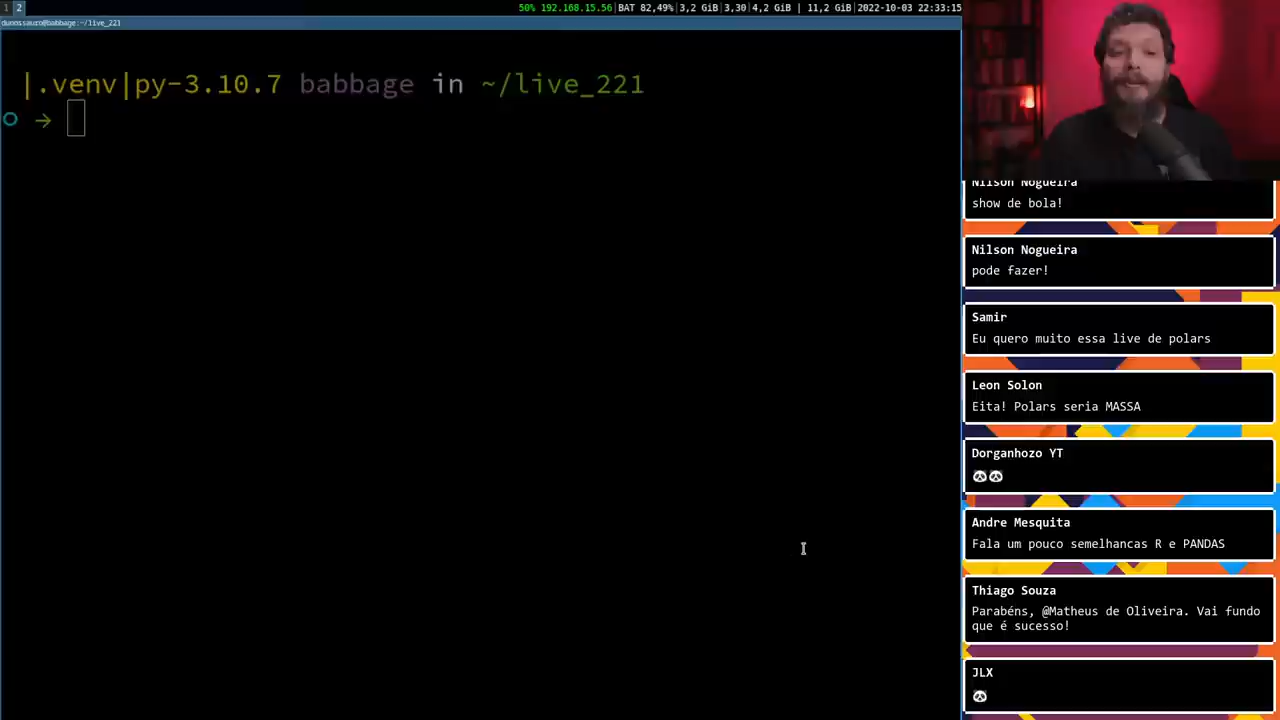 1 2
50% 192.168.15.56|BAT 82,49%|3,2 GiB|3,30|4,2 GiB | 11,2 GiB|2022-10-03 22:33:15
dunossauro@babbage:~/live_221
|.venv|py-3.10.7 babbage in ~/live_221
Nilson Nogueira
show de bola!
Nilson Nogueira
pode fazer!
Samir
Eu quero muito essa live de polars
Leon Solon
Eita! Polars seria MASSA
Dorganhozo YT
🐼🐼
Andre Mesquita
Fala um pouco semelhancas R e PANDAS
Thiago Souza
Parabéns, @Matheus de Oliveira. Vai fundo
que é sucesso!
JLX
🐼